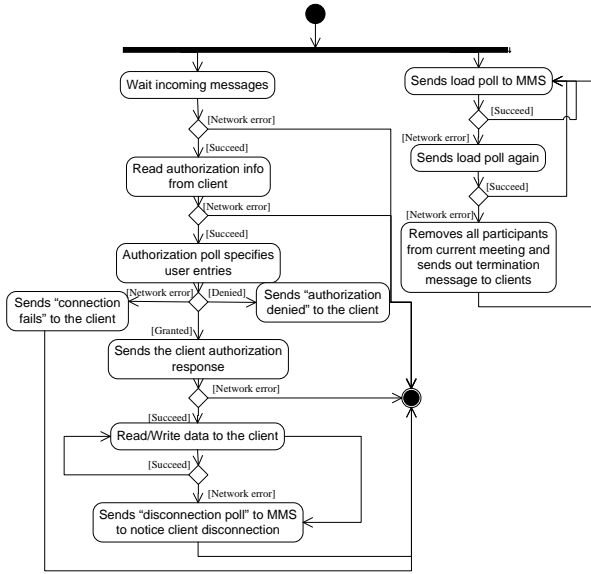 Wait incoming messages
Sends load poll to MMS
[Network error]
[Succeed]
[Succeed]
[Network error]
Read authorization info
from client
Sends load poll again
[Network error]
[Succeed]
[Succeed]
[Network error]
Authorization poll specifies
user entries
Removes all participants
from current meeting and
sends out termination
message to clients
[Network error]
[Denied]
Sends “connection
fails” to the client
Sends “authorization
denied” to the client
[Granted]
Sends the client authorization
response
[Network error]
[Succeed]
Read/Write data to the client
[Succeed]
[Network error]
Sends “disconnection poll” to MMS
to notice client disconnection